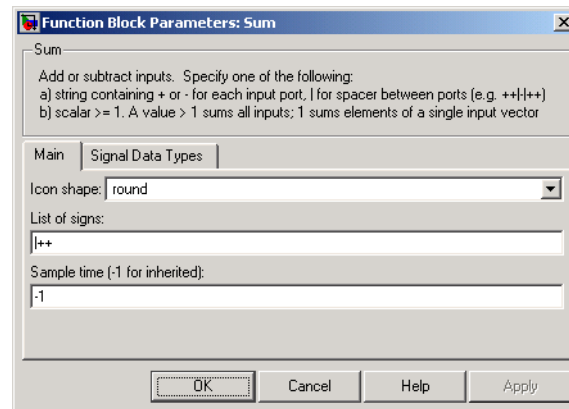 Function Block Parameters: Sum
Sum
Add or subtract inputs. Specify one of the following:
a) string containing + or - for each input port, | for spacer between ports (e.g. ++|-|++)
b) scalar >= 1. A value > 1 sums all inputs; 1 sums elements of a single input vector
Main Signal Data Types
Icon shape: round
List of signs:
|++
Sample time (-1 for inherited):
-1
OK Cancel Help Apply